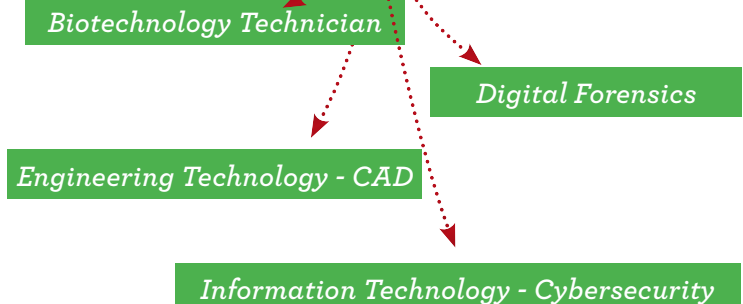 Biotechnology Technician
Digital Forensics
Engineering Technology - CAD
Information Technology - Cybersecurity